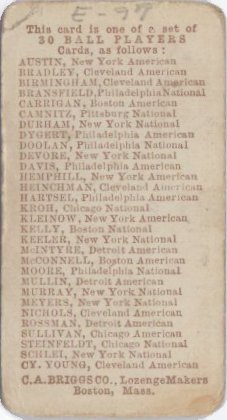 E-97
This card is one of a set of
30 BALL PLAYERS
Cards, as follows:
AUSTIN, New York American
BRADLEY, Cleveland American
BIRMINGHAM, Cleveland American
BRANSFIELD, Philadelphia National
CARRIGAN, Boston American
CAMNITZ, Pittsburg National
DURHAM, New York National
DYGERT, Philadelphia American
DOOLAN, Philadelphia National
DEVORE, New York National
DAVIS, Philadelphia American
HEMPHILL, New York American
HEINCHMAN, Cleveland American
HARTSEL, Philadelphia American
KROH, Chicago National
KLEINOW, New York American
KELLY, Boston National
KEELER, New York National
McINTYRE, Detroit American
McCONNELL, Boston American
MOORE, Philadelphia National
MULLIN, Detroit American
MURRAY, New York National
MEYERS, New York National
NICHOLS, Cleveland American
ROSSMAN, Detroit American
SULLIVAN, Chicago American
STEINFELDT, Chicago National
SCHLEI, New York National
CY. YOUNG, Cleveland American
C.A. BRIGGS CO., Lozenge Makers
Boston, Mass.